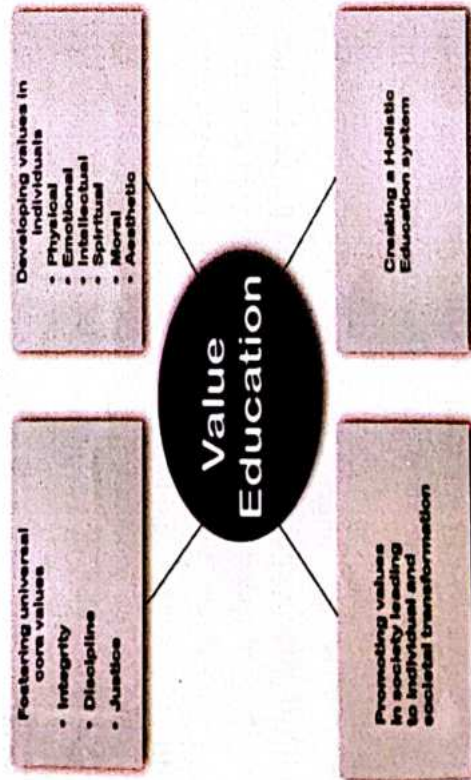 Fostering universal
core values
• Integrity
• Discipline
• Justice
Developing values in
individuals
• Physical
• Emotional
• Intellectual
• Spiritual
• Moral
• Aesthetic
Value
Education
Promoting values
in society leading
to individual and
societal transformation
Creating a Holistic
Education system